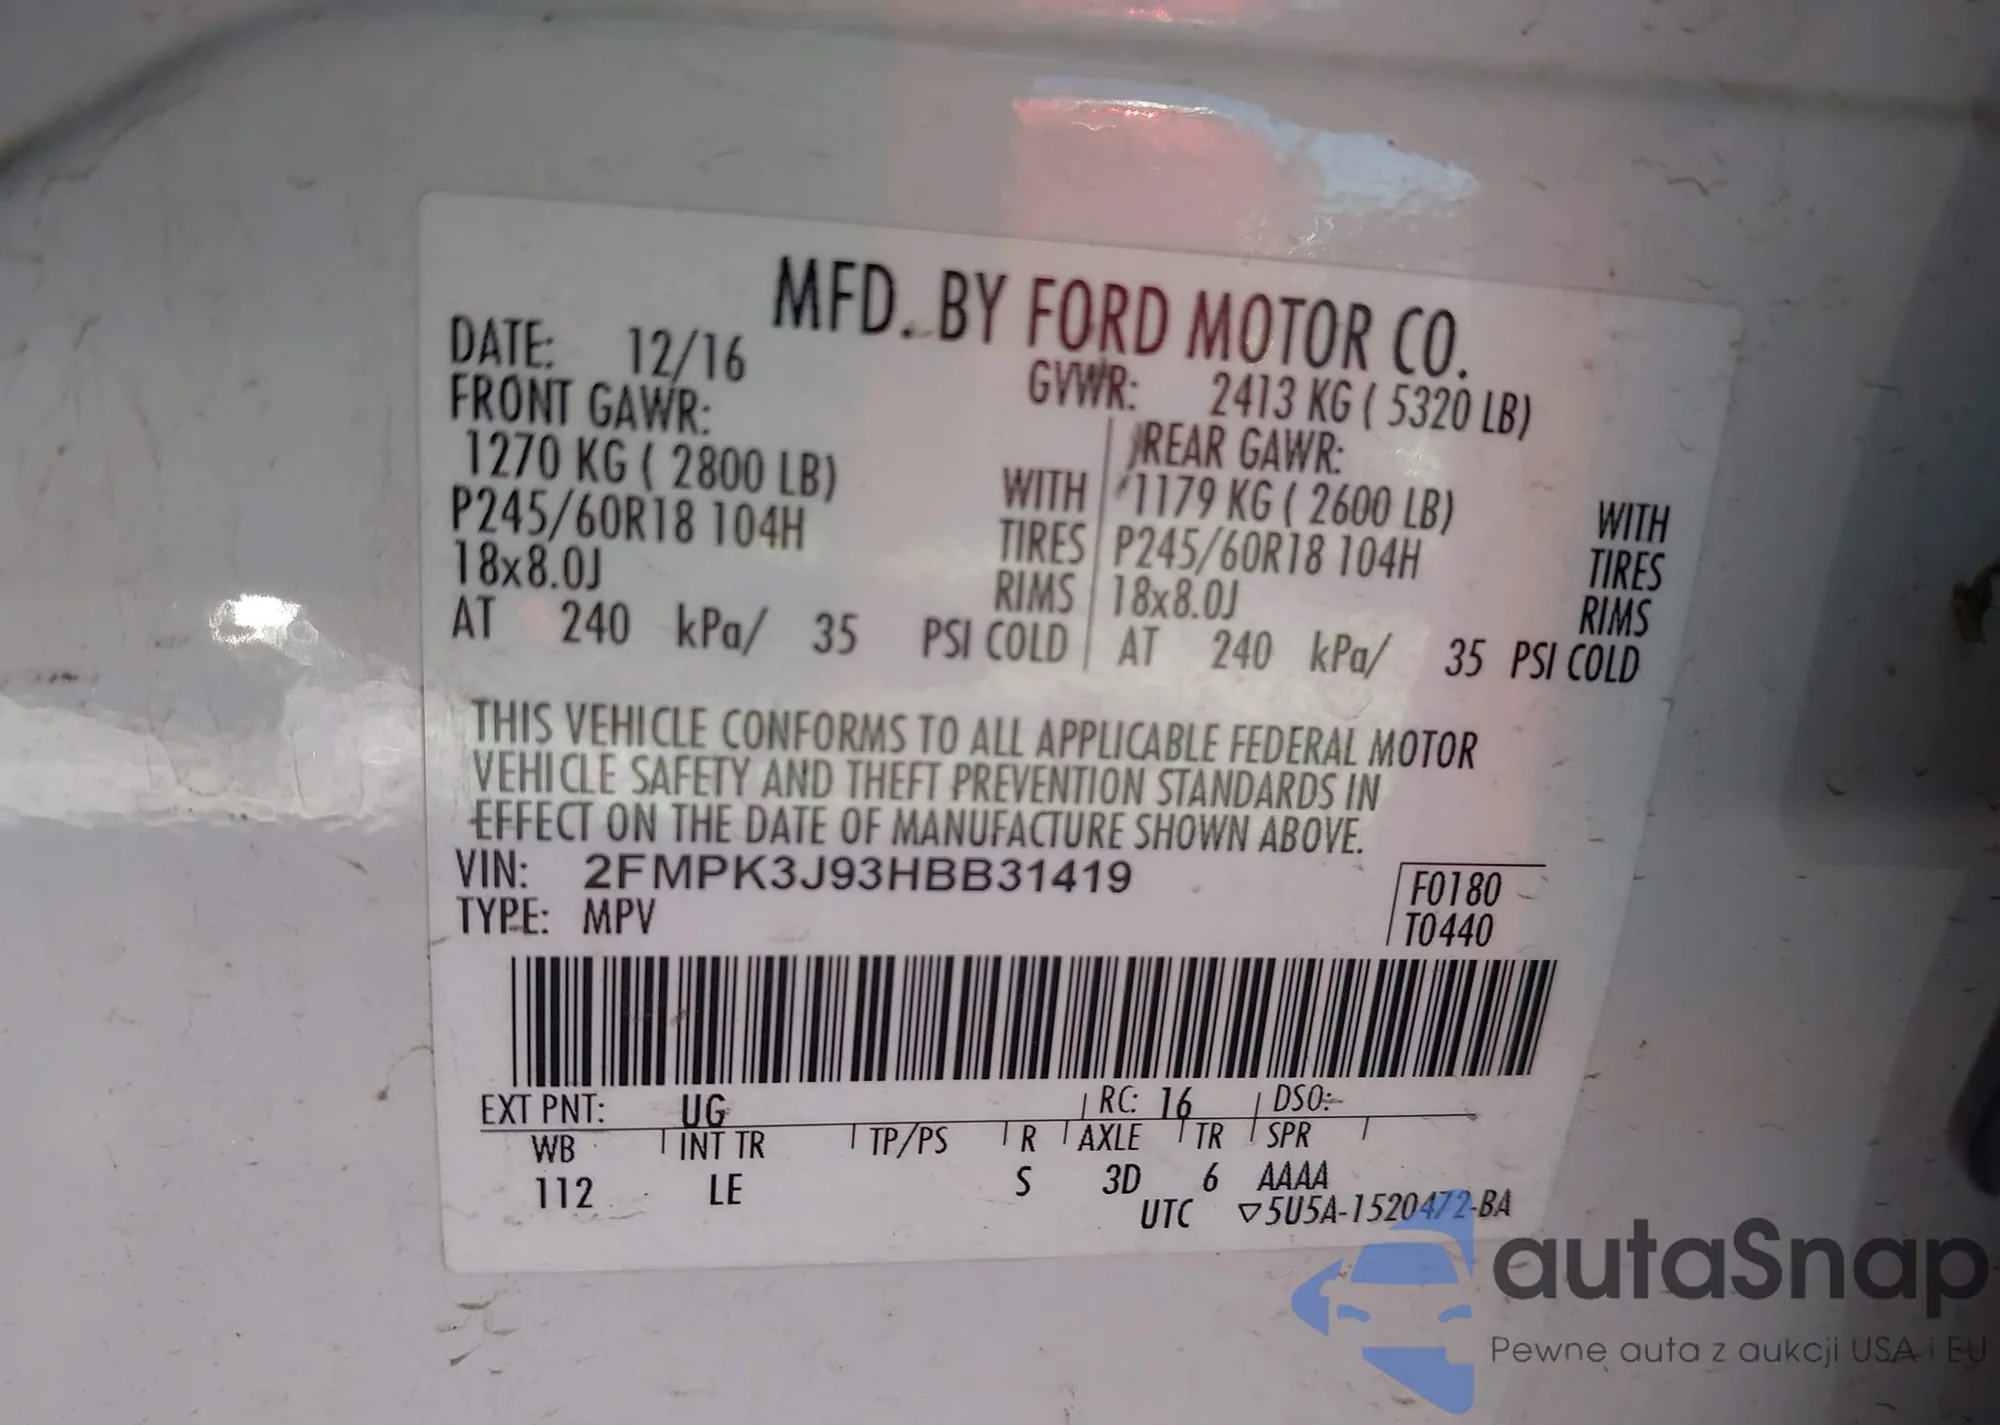 MFD. BY FORD MOTOR CO.
DATE: 12/16 GVWR: 2413 KG ( 5320 LB)
FRONT GAWR: REAR GAWR:
1270 KG ( 2800 LB) WITH 1179 KG ( 2600 LB) WITH
P245/60R18 104H TIRES P245/60R18 104H TIRES
18x8.0J RIMS 18x8.0J RIMS
AT 240 kPa/ 35 PSI COLD AT 240 kPa/ 35 PSI COLD
THIS VEHICLE CONFORMS TO ALL APPLICABLE FEDERAL MOTOR
VEHICLE SAFETY AND THEFT PREVENTION STANDARDS IN
EFFECT ON THE DATE OF MANUFACTURE SHOWN ABOVE.
VIN: 2FMPK3J93HBB31419 F0180
TYPE: MPV T0440
EXT PNT: UG RC: 16 DSO:
WB INT TR TP/PS R AXLE TR SPR
112 LE S 3D 6 AAAA
UTC ▽5U5A-1520472-BA
autaSnap
Pewne auta z aukcji USA i EU